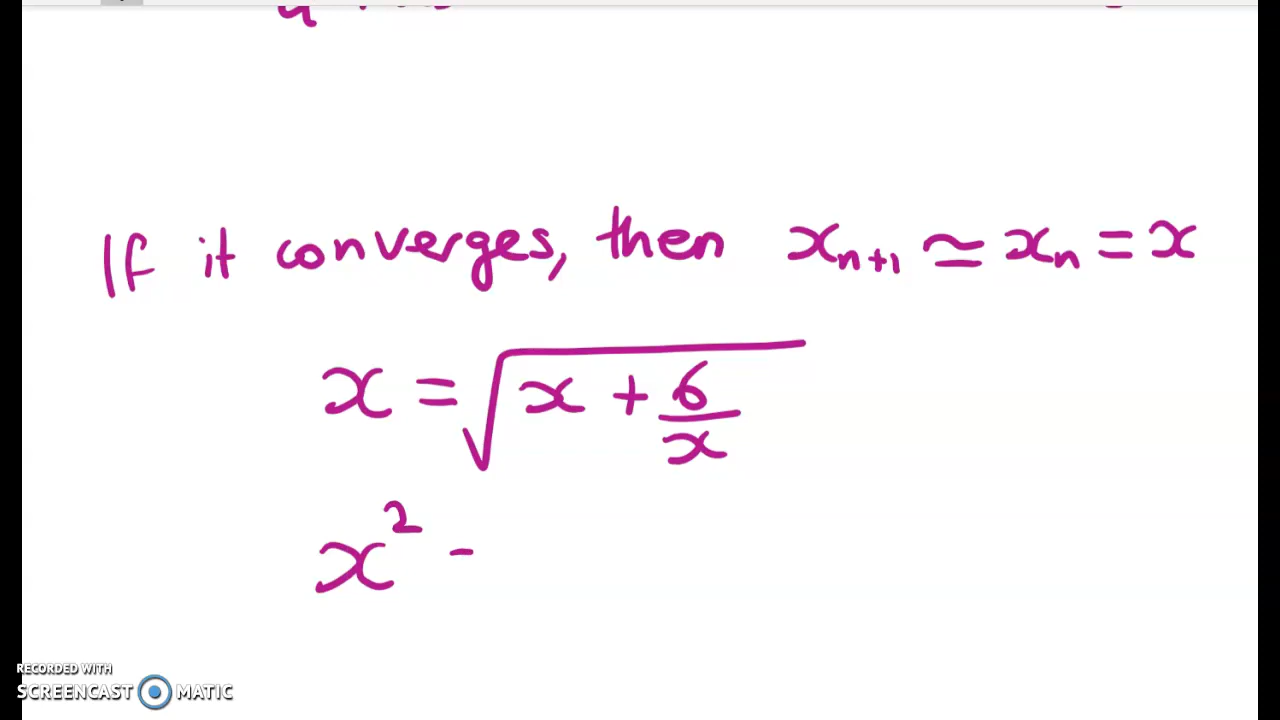 If it converges, then xₙ₊₁ ≃ xₙ = x
x = √(x + 6/x)
x² -
RECORDED WITH
SCREENCAST MATIC